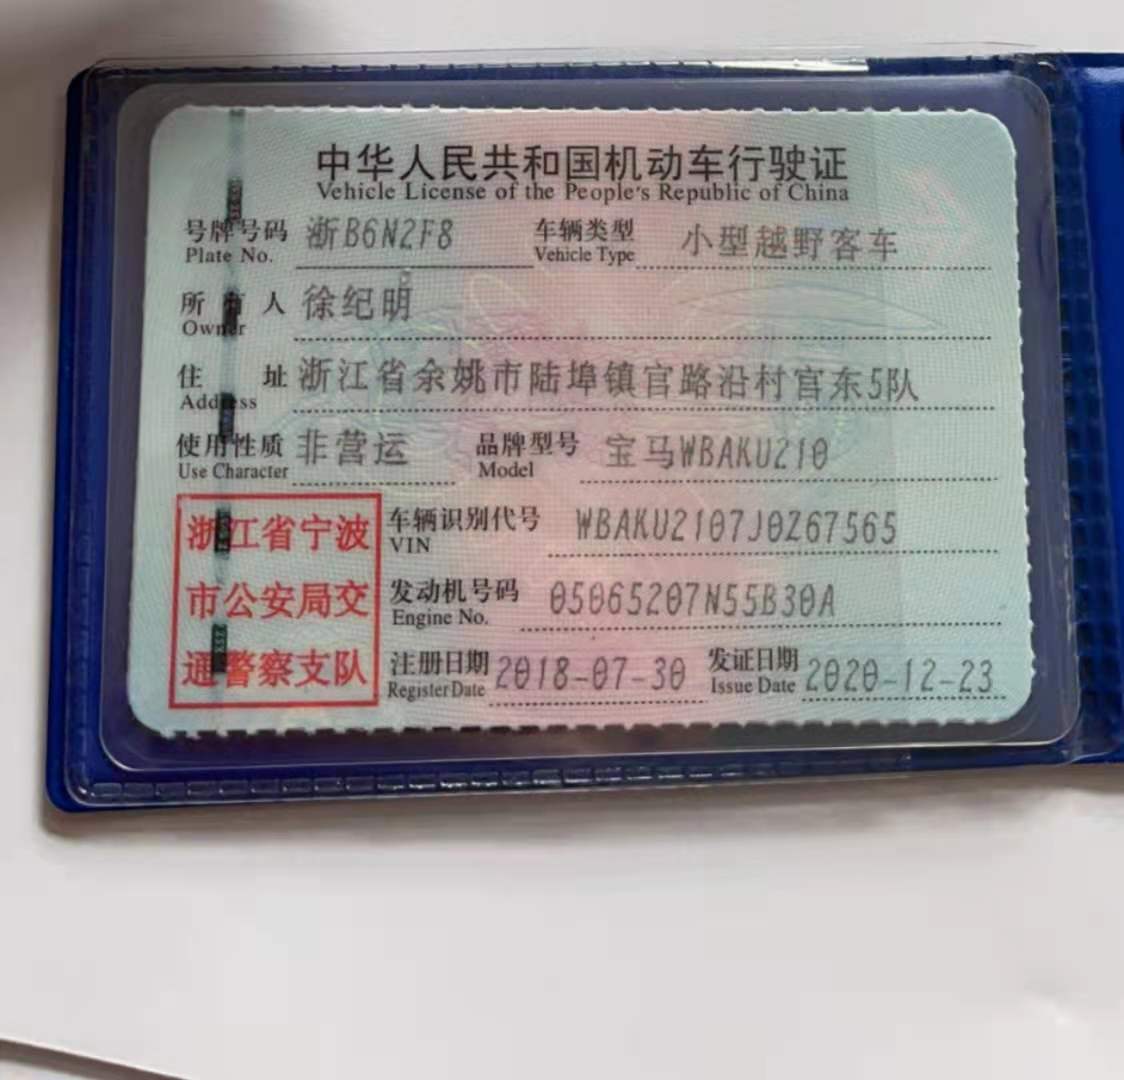 中华人民共和国机动车行驶证
Vehicle License of the People's Republic of China
号牌号码 浙B6N2F8 车辆类型 小型越野客车
Plate No. Vehicle Type
所有人 徐纪明
Owner
住址 浙江省余姚市陆埠镇官路沿村官东5队
Address
使用性质 非营运 品牌型号 宝马WBAKU210
Use Character Model
浙江省宁波
市公安局交
通警察支队
车辆识别代号 WBAKU2107J0Z67565
VIN
发动机号码 05065207N55B30A
Engine No.
注册日期 2018-07-30 发证日期 2020-12-23
Register Date Issue Date